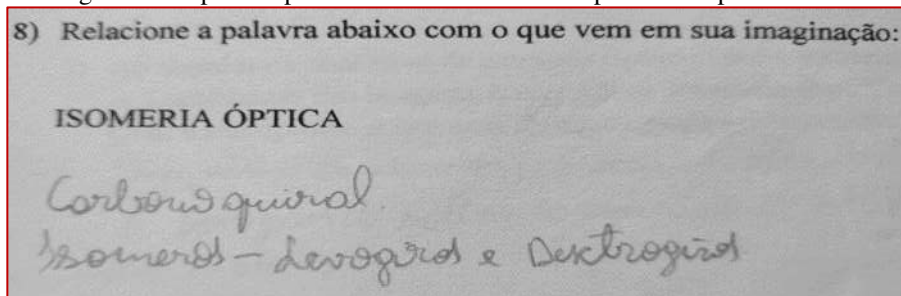 8) Relacione a palavra abaixo com o que vem em sua imaginação:
ISOMERIA ÓPTICA
Carbono quiral.
Isomeros - Levogiros e Dextrogiros